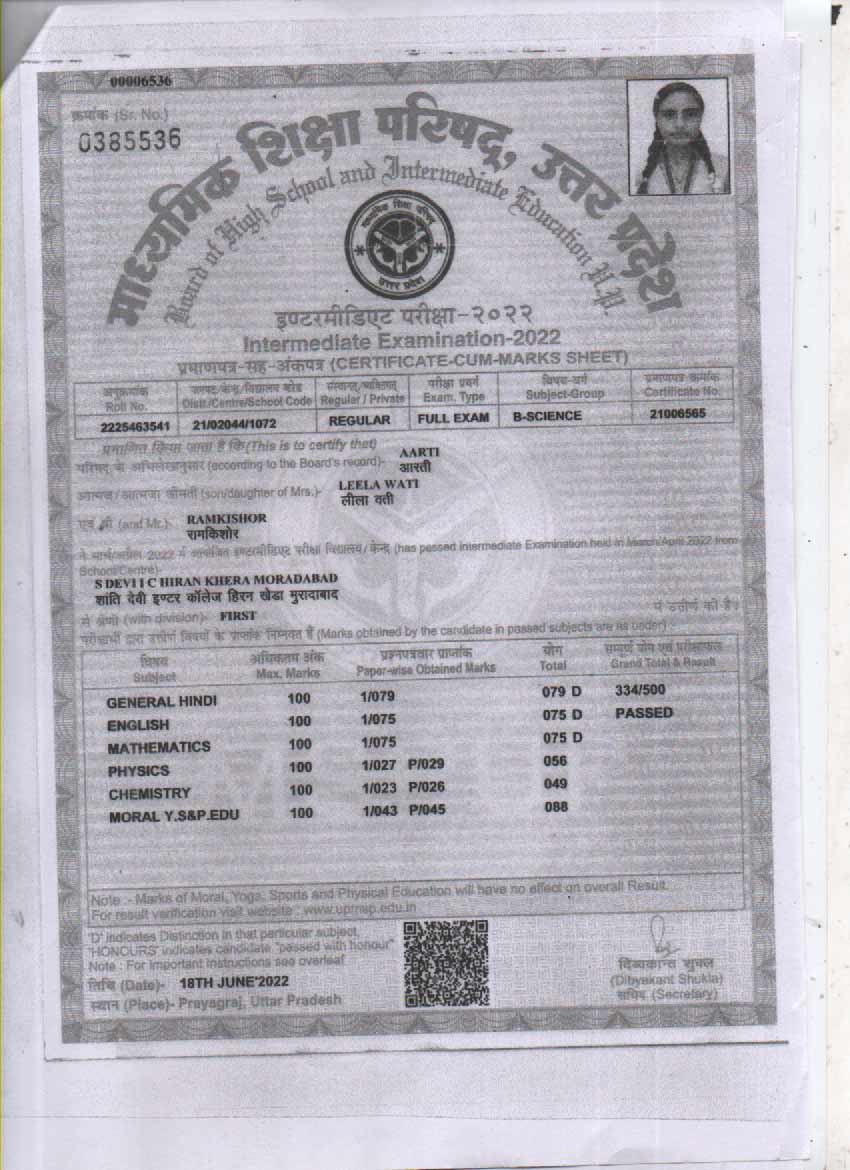 00006536
क्रमांक (Sr. No.)
0385536
माध्यमिक शिक्षा परिषद्, उत्तर प्रदेश
Board of High School and Intermediate Education U.P.
माध्यमिक शिक्षा परिषद्
उत्तर प्रदेश
इण्टरमीडिएट परीक्षा-२०२२
Intermediate Examination-2022
प्रमाणपत्र-सह-अंकपत्र (CERTIFICATE-CUM-MARKS SHEET)
अनुक्रमांक जनपद/केन्द्र/विद्यालय कोड संस्थागत/व्यक्तिगत परीक्षा प्रवर्ग विषय-वर्ग प्रमाणपत्र क्रमांक
Roll No. Distt./Centre/School Code Regular / Private Exam. Type Subject-Group Certificate No.
2225463541 21/02044/1072 REGULAR FULL EXAM B-SCIENCE 21006565
प्रमाणित किया जाता है कि (This is to certify that)
परिषद् के अभिलेखानुसार (according to the Board's record)- AARTI
आरती
आत्मज/आत्मजा श्रीमती (son/daughter of Mrs.)- LEELA WATI
लीला वती
एवं श्री (and Mr.)- RAMKISHOR
रामकिशोर
ने मार्च/अप्रैल 2022 में आयोजित इण्टरमीडिएट परीक्षा विद्यालय/केन्द्र (has passed Intermediate Examination held in March/April 2022 from
School/Centre)-
S DEVI I C HIRAN KHERA MORADABAD
शांति देवी इण्टर कॉलेज हिरन खेडा मुरादाबाद
से श्रेणी (with division)- FIRST में उत्तीर्ण की है।
परीक्षार्थी द्वारा उत्तीर्ण विषयों के प्राप्तांक निम्नवत हैं (Marks obtained by the candidate in passed subjects are as under) -
विषय अधिकतम अंक प्रश्नपत्रवार प्राप्तांक योग सम्पूर्ण योग एवं परीक्षाफल
Subject Max. Marks Paper-wise Obtained Marks Total Grand Total & Result
GENERAL HINDI 100 1/079 079 D 334/500
ENGLISH 100 1/075 075 D PASSED
MATHEMATICS 100 1/075 075 D
PHYSICS 100 1/027 P/029 056
CHEMISTRY 100 1/023 P/026 049
MORAL Y.S&P.EDU 100 1/043 P/045 088
Note :- Marks of Moral, Yoga, Sports and Physical Education will have no effect on overall Result.
For result verification visit website : www.upmsp.edu.in
'D' indicates Distinction in that particular subject.
'HONOURS' indicates candidate "passed with honour"
Note : For important instructions see overleaf
तिथि (Date)- 18TH JUNE'2022
स्थान (Place)- Prayagraj, Uttar Pradesh
दिब्यकान्त शुक्ल
(Dibyakant Shukla)
सचिव (Secretary)